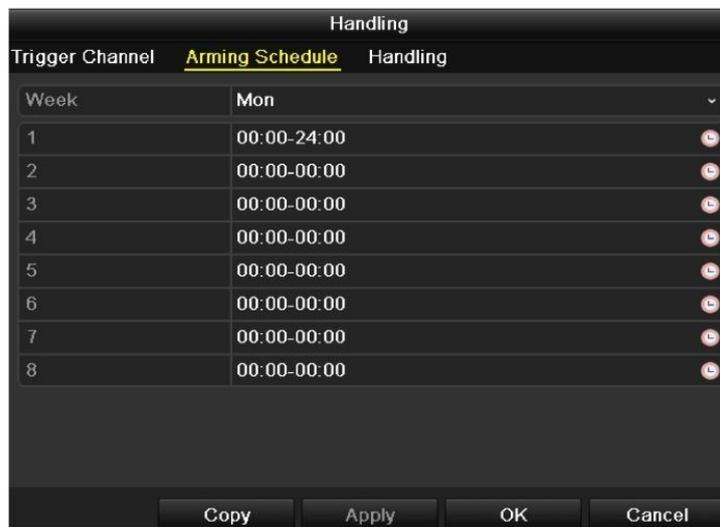 Handling
Trigger Channel Arming Schedule Handling
Week Mon
1 00:00-24:00
2 00:00-00:00
3 00:00-00:00
4 00:00-00:00
5 00:00-00:00
6 00:00-00:00
7 00:00-00:00
8 00:00-00:00
Copy Apply OK Cancel